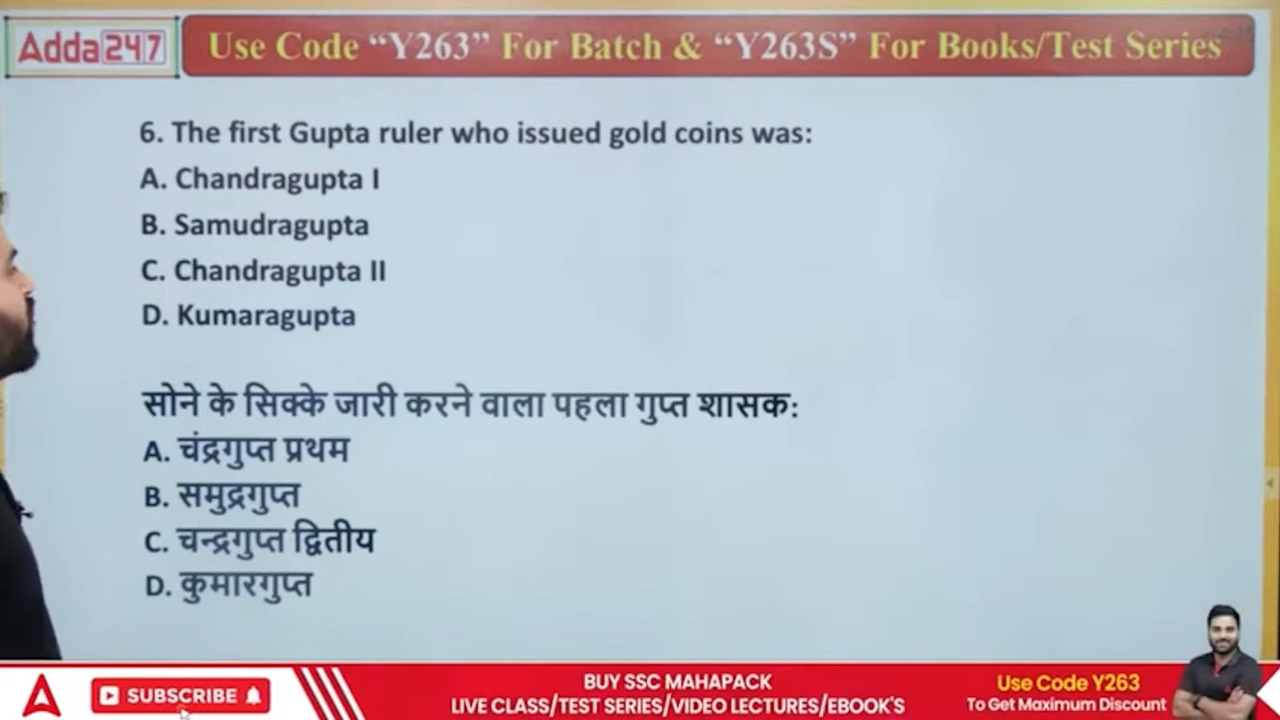 Adda247
Use Code “Y263” For Batch & “Y263S” For Books/Test Series
6. The first Gupta ruler who issued gold coins was:
A. Chandragupta I
B. Samudragupta
C. Chandragupta II
D. Kumaragupta
सोने के सिक्के जारी करने वाला पहला गुप्त शासक:
A. चंद्रगुप्त प्रथम
B. समुद्रगुप्त
C. चन्द्रगुप्त द्वितीय
D. कुमारगुप्त
SUBSCRIBE
BUY SSC MAHAPACK
LIVE CLASS/TEST SERIES/VIDEO LECTURES/EBOOK'S
Use Code Y263
To Get Maximum Discount